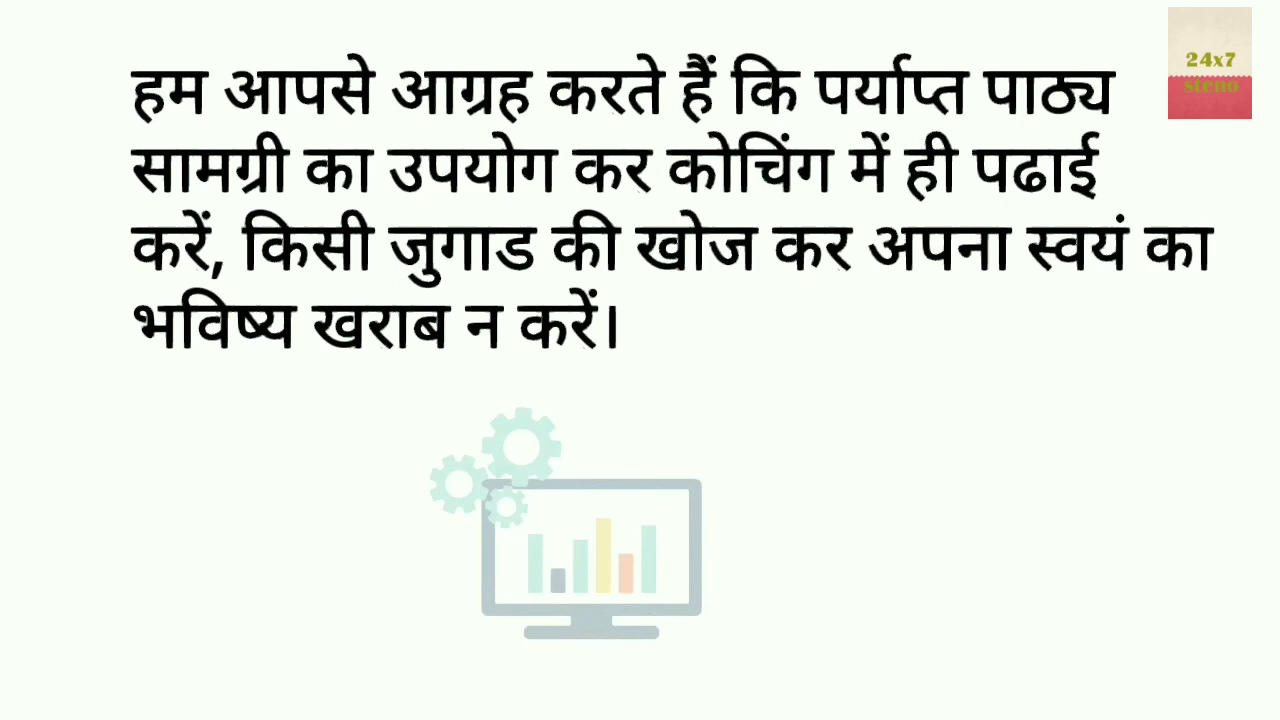 हम आपसे आग्रह करते हैं कि पर्याप्त पाठ्य
सामग्री का उपयोग कर कोचिंग में ही पढाई
करें, किसी जुगाड की खोज कर अपना स्वयं का
भविष्य खराब न करें।
24x7
steno